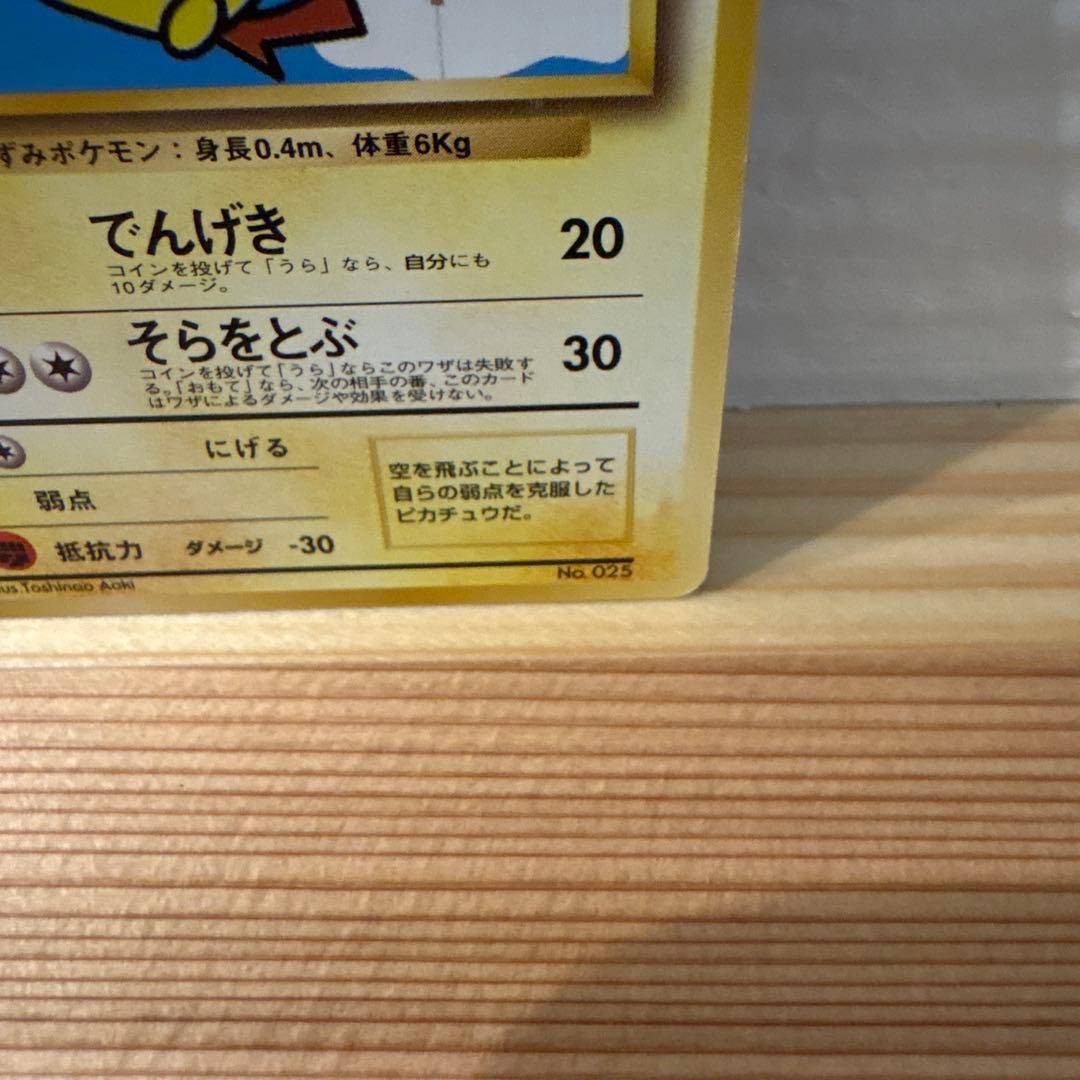 ずみポケモン：身長0.4m、体重6Kg
でんげき 20
コインを投げて「うら」なら、自分にも
10ダメージ。
そらをとぶ 30
コインを投げて「うら」ならこのワザは失敗す
る。「おもて」なら、次の相手の番、このカード
はワザによるダメージや効果を受けない。
にげる
弱点
抵抗力 ダメージ -30
空を飛ぶことによって
自らの弱点を克服した
ピカチュウだ。
us.Toshinao Aoki
No. 025